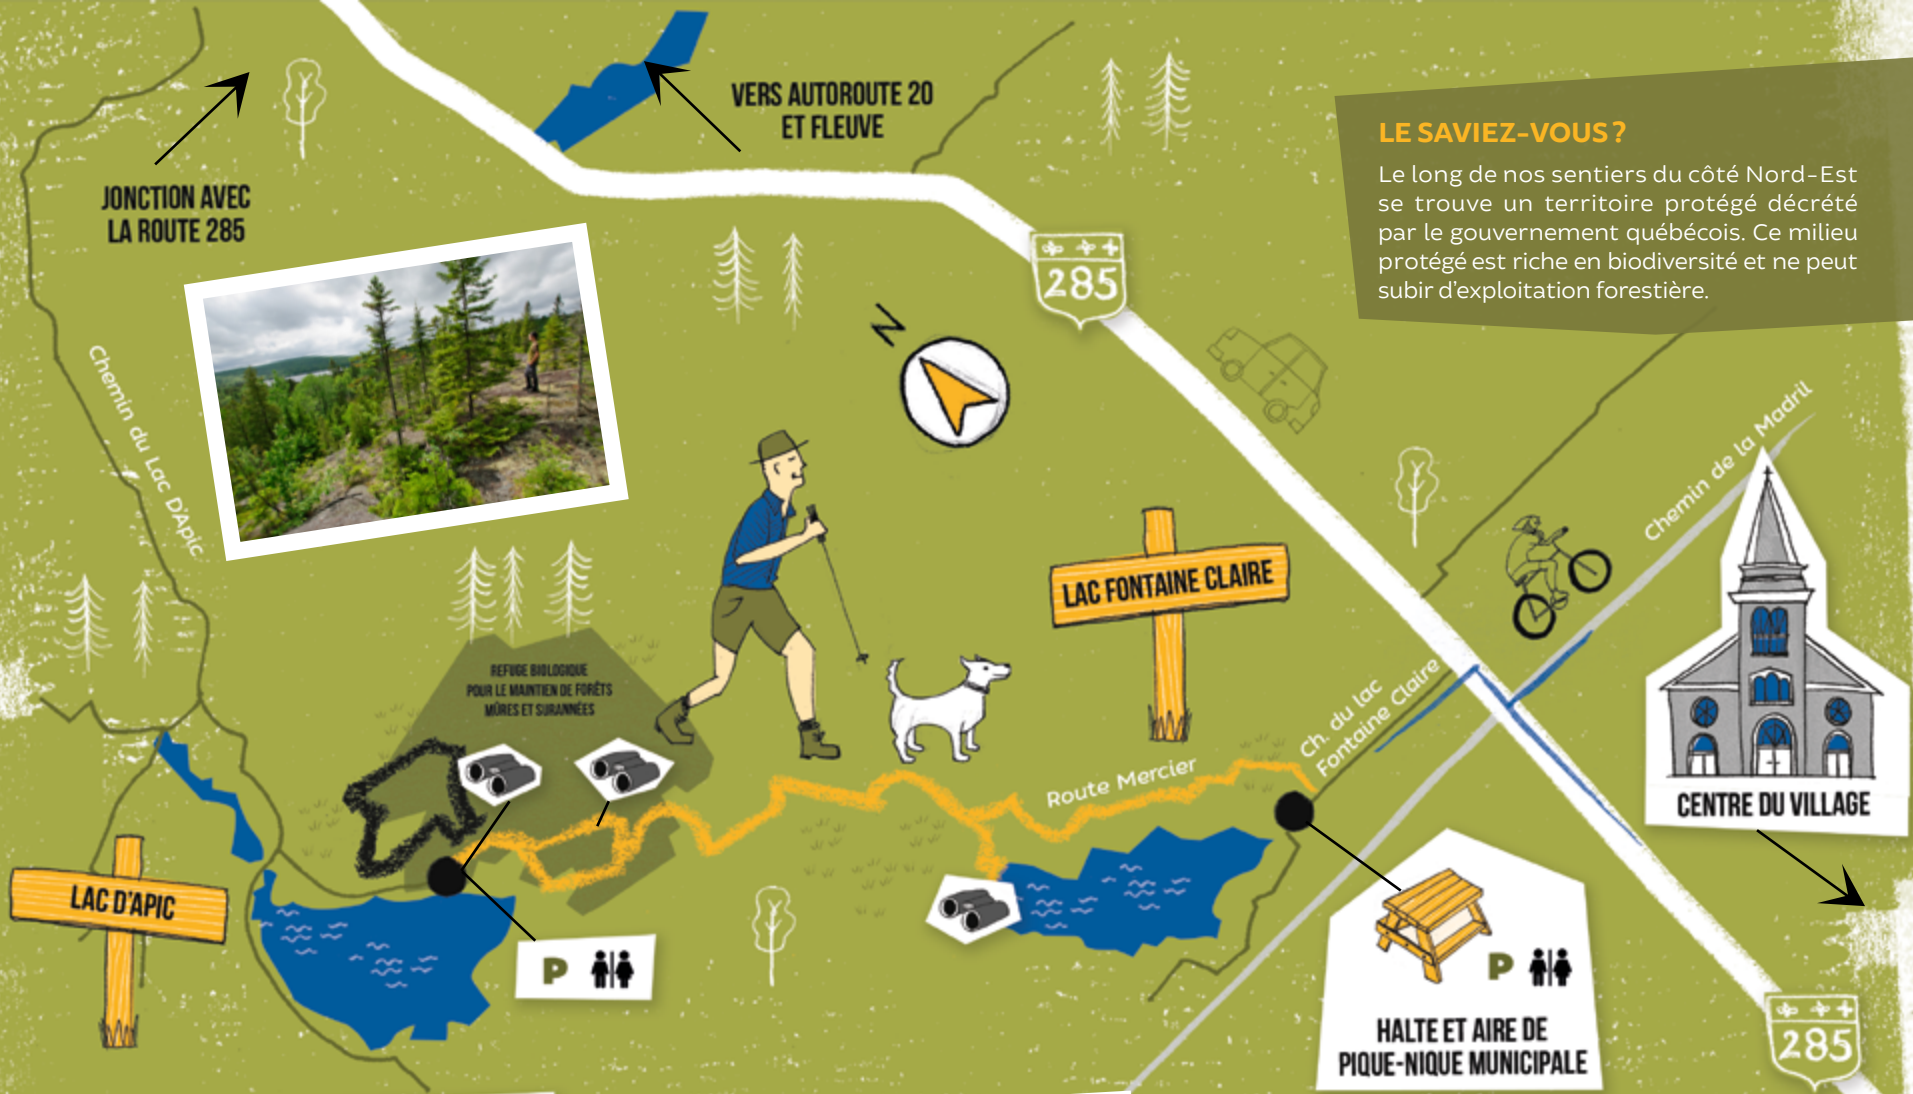 VERS AUTOROUTE 20
ET FLEUVE
JONCTION AVEC
LA ROUTE 285
LE SAVIEZ-VOUS ?
Le long de nos sentiers du côté Nord-Est
se trouve un territoire protégé décrété
par le gouvernement québécois. Ce milieu
protégé est riche en biodiversité et ne peut
subir d'exploitation forestière.
285
N
Chemin du Lac D'Apic
Chemin de la Madril
LAC FONTAINE CLAIRE
REFUGE BIOLOGIQUE
POUR LE MAINTIEN DE FORÊTS
MÛRES ET SURANNÉES
Ch. du lac
Fontaine Claire
Route Mercier
CENTRE DU VILLAGE
LAC D'APIC
P
P
HALTE ET AIRE DE
PIQUE-NIQUE MUNICIPALE
285